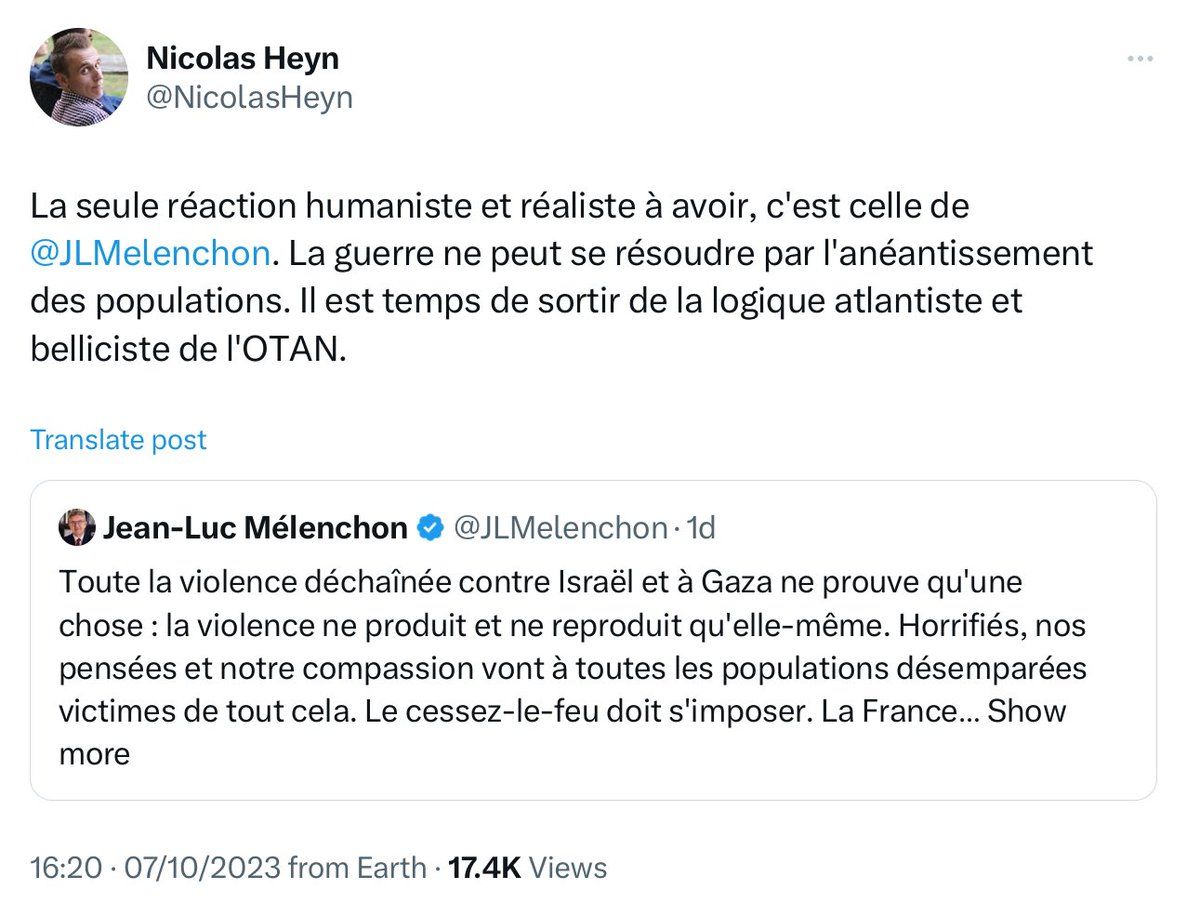 Nicolas Heyn
@NicolasHeyn
La seule réaction humaniste et réaliste à avoir, c'est celle de
@JLMelenchon. La guerre ne peut se résoudre par l'anéantissement
des populations. Il est temps de sortir de la logique atlantiste et
belliciste de l'OTAN.
Translate post
Jean-Luc Mélenchon @JLMelenchon · 1d
Toute la violence déchaînée contre Israël et à Gaza ne prouve qu'une
chose : la violence ne produit et ne reproduit qu'elle-même. Horrifiés, nos
pensées et notre compassion vont à toutes les populations désemparées
victimes de tout cela. Le cessez-le-feu doit s'imposer. La France... Show
more
16:20 · 07/10/2023 from Earth · 17.4K Views